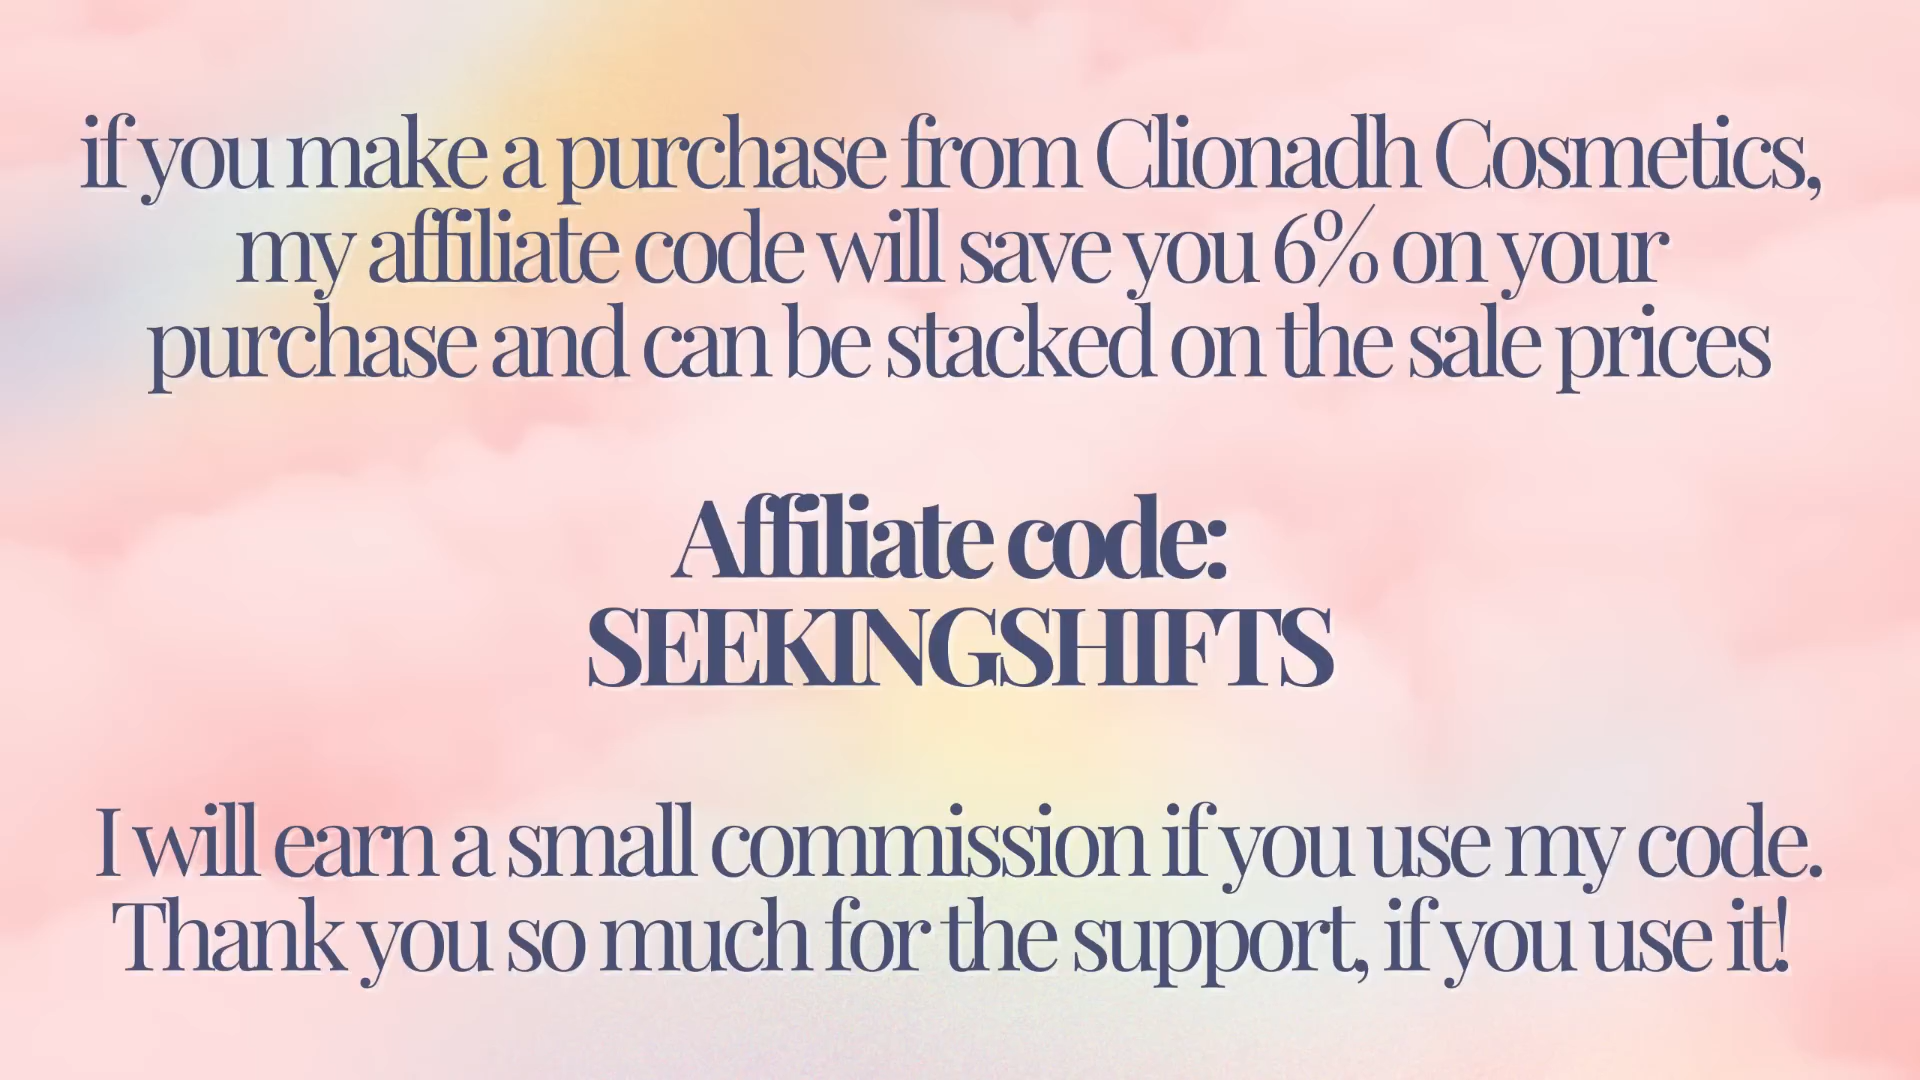 if you make a purchase from Clionadh Cosmetics,
my affiliate code will save you 6% on your
purchase and can be stacked on the sale prices
Affiliate code:
SEEKINGSHIFTS
I will earn a small commission if you use my code.
Thank you so much for the support, if you use it!